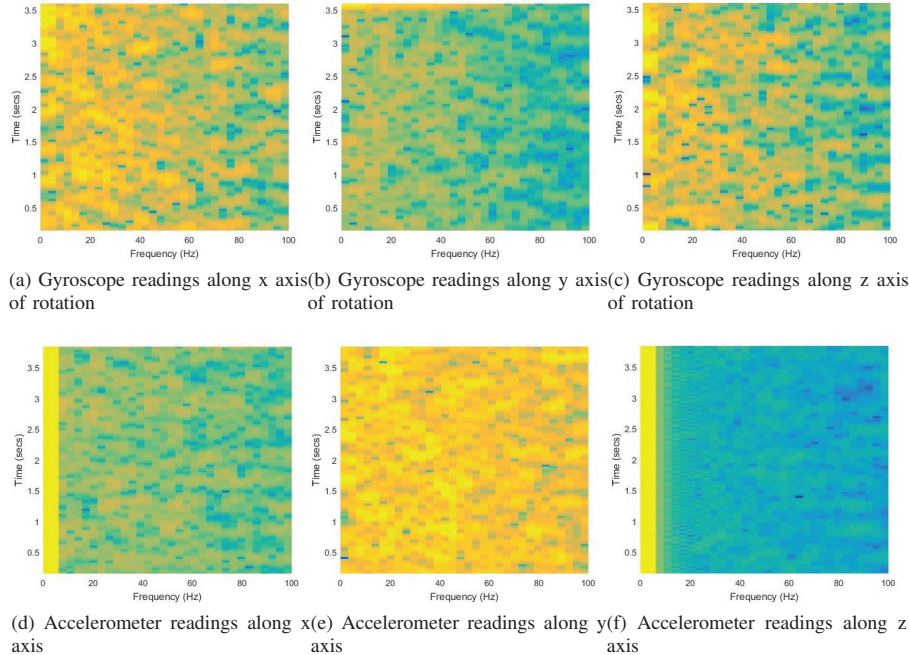 3.5
3
2.5
2
1.5
1
0.5
Time (secs)
0 20 40 60 80 100
Frequency (Hz)
3.5
3
2.5
2
1.5
1
0.5
Time (secs)
0 20 40 60 80 100
Frequency (Hz)
3.5
3
2.5
2
1.5
1
0.5
Time (secs)
0 20 40 60 80 100
Frequency (Hz)
(a) Gyroscope readings along x axis
of rotation
(b) Gyroscope readings along y axis
of rotation
(c) Gyroscope readings along z axis
of rotation
3.5
3
2.5
2
1.5
1
0.5
Time (secs)
0 20 40 60 80 100
Frequency (Hz)
3.5
3
2.5
2
1.5
1
0.5
Time (secs)
0 20 40 60 80 100
Frequency (Hz)
3.5
3
2.5
2
1.5
1
0.5
Time (secs)
0 20 40 60 80 100
Frequency (Hz)
(d) Accelerometer readings along x
axis
(e) Accelerometer readings along y
axis
(f) Accelerometer readings along z
axis